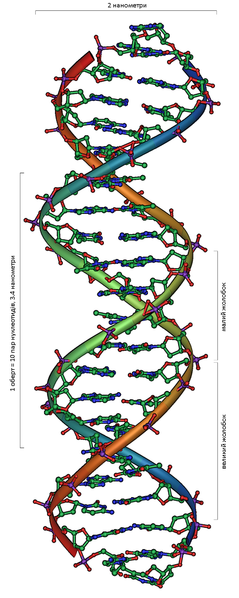 2 нанометри
1 оберт = 10 пар нуклеотидів, 3.4 нанометри
малий жолобок
великий жолобок